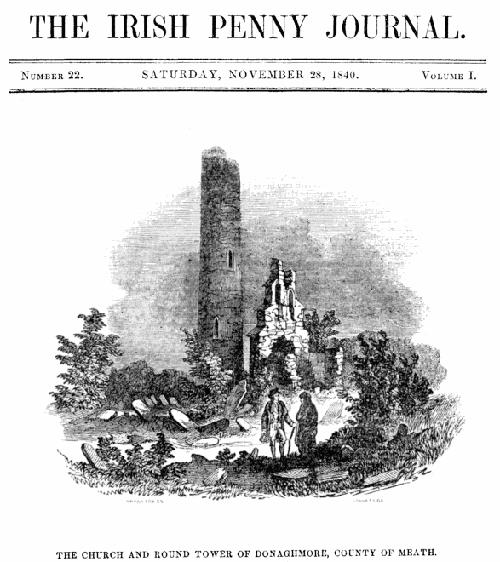 THE IRISH PENNY JOURNAL.
NUMBER 22. SATURDAY, NOVEMBER 28, 1840. VOLUME I.
THE CHURCH AND ROUND TOWER OF DONAGHMORE, COUNTY OF MEATH.